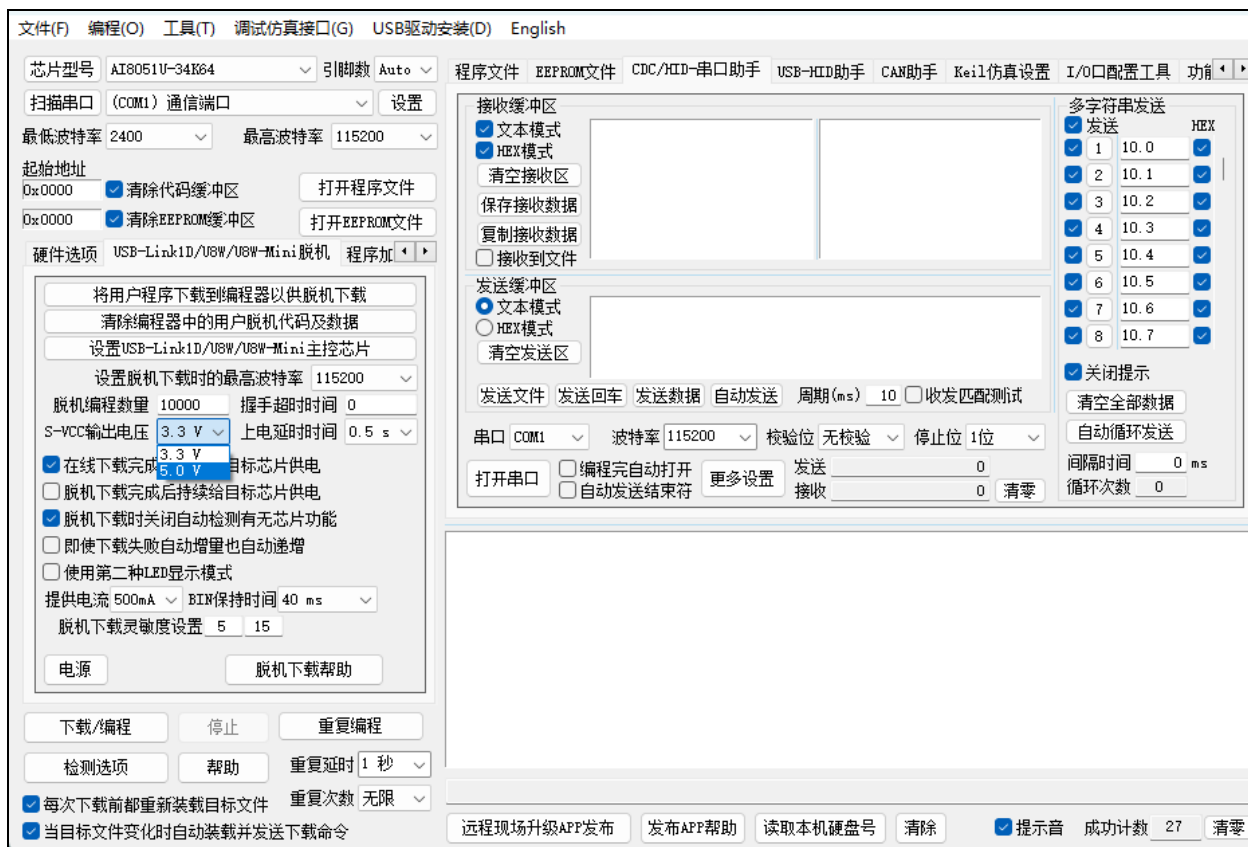 文件(F) 编程(O) 工具(T) 调试仿真接口(G) USB驱动安装(D) English
芯片型号 AI8051U-34K64 引脚数 Auto
扫描串口 (COM1) 通信端口 设置
最低波特率 2400 最高波特率 115200
起始地址
0x0000 清除代码缓冲区 打开程序文件
0x0000 清除EEPROM缓冲区 打开EEPROM文件
硬件选项 USB-Link1D/U8W/U8W-Mini脱机 程序加
将用户程序下载到编程器以供脱机下载
清除编程器中的用户脱机代码及数据
设置USB-Link1D/U8W/U8W-Mini主控芯片
设置脱机下载时的最高波特率 115200
脱机编程数量 10000 握手超时时间 0
S-VCC输出电压 3.3 V 上电延时时间 0.5 s
3.3 V
5.0 V
在线下载完成 目标芯片供电
脱机下载完成后持续给目标芯片供电
脱机下载时关闭自动检测有无芯片功能
即使下载失败自动增量也自动递增
使用第二种LED显示模式
提供电流 500mA BIN保持时间 40 ms
脱机下载灵敏度设置 5 15
电源 脱机下载帮助
下载/编程 停止 重复编程
检测选项 帮助 重复延时 1 秒
每次下载前都重新装载目标文件 重复次数 无限
当目标文件变化时自动装载并发送下载命令
程序文件 EEPROM文件 CDC/HID-串口助手 USB-HID助手 CAN助手 Keil仿真设置 I/O口配置工具
接收缓冲区
文本模式
HEX模式
清空接收区
保存接收数据
复制接收数据
接收到文件
发送缓冲区
文本模式
HEX模式
清空发送区
发送文件 发送回车 发送数据 自动发送 周期(ms) 10 收发匹配测试
串口 COM1 波特率 115200 校验位 无校验 停止位 1位
打开串口 编程完自动打开 更多设置 发送 0
自动发送结束符 接收 0 清零
多字符串发送
发送 HEX
1 10.0
2 10.1
3 10.2
4 10.3
5 10.4
6 10.5
7 10.6
8 10.7
关闭提示
清空全部数据
自动循环发送
间隔时间 0 ms
循环次数 0
远程现场升级APP发布 发布APP帮助 读取本机硬盘号 清除 提示音 成功计数 27 清零